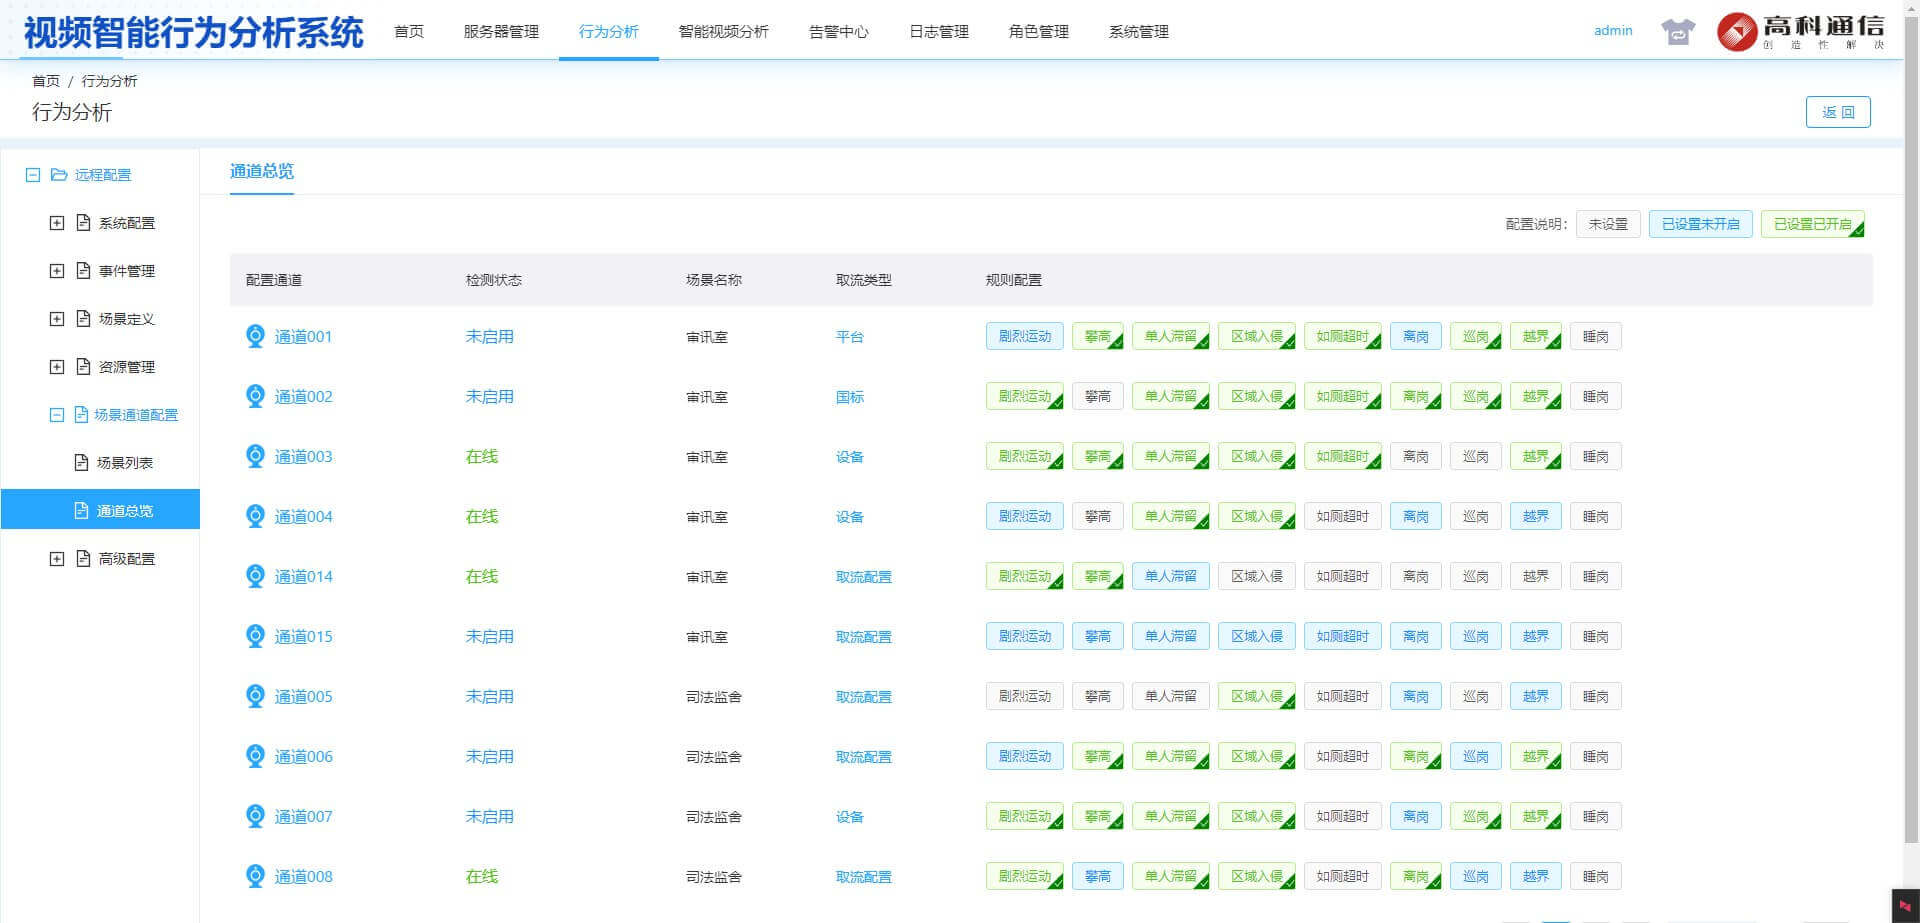 视频智能行为分析系统 首页 服务器管理 行为分析 智能视频分析 告警中心 日志管理 角色管理 系统管理 admin 高科通信
创造性解决
首页 / 行为分析
行为分析
返回
远程配置
系统配置
事件管理
场景定义
资源管理
场景通道配置
场景列表
通道总览
高级配置
通道总览
配置说明: 未设置 已设置未开启 已设置已开启
配置通道 检测状态 场景名称 取流类型 规则配置
通道001 未启用 审讯室 平台 剧烈运动 攀高 单人滞留 区域入侵 如厕超时 离岗 巡岗 越界 睡岗
通道002 未启用 审讯室 国标 剧烈运动 攀高 单人滞留 区域入侵 如厕超时 离岗 巡岗 越界 睡岗
通道003 在线 审讯室 设备 剧烈运动 攀高 单人滞留 区域入侵 如厕超时 离岗 巡岗 越界 睡岗
通道004 在线 审讯室 设备 剧烈运动 攀高 单人滞留 区域入侵 如厕超时 离岗 巡岗 越界 睡岗
通道014 在线 审讯室 取流配置 剧烈运动 攀高 单人滞留 区域入侵 如厕超时 离岗 巡岗 越界 睡岗
通道015 未启用 审讯室 取流配置 剧烈运动 攀高 单人滞留 区域入侵 如厕超时 离岗 巡岗 越界 睡岗
通道005 未启用 司法监舍 取流配置 剧烈运动 攀高 单人滞留 区域入侵 如厕超时 离岗 巡岗 越界 睡岗
通道006 未启用 司法监舍 取流配置 剧烈运动 攀高 单人滞留 区域入侵 如厕超时 离岗 巡岗 越界 睡岗
通道007 未启用 司法监舍 设备 剧烈运动 攀高 单人滞留 区域入侵 如厕超时 离岗 巡岗 越界 睡岗
通道008 在线 司法监舍 取流配置 剧烈运动 攀高 单人滞留 区域入侵 如厕超时 离岗 巡岗 越界 睡岗